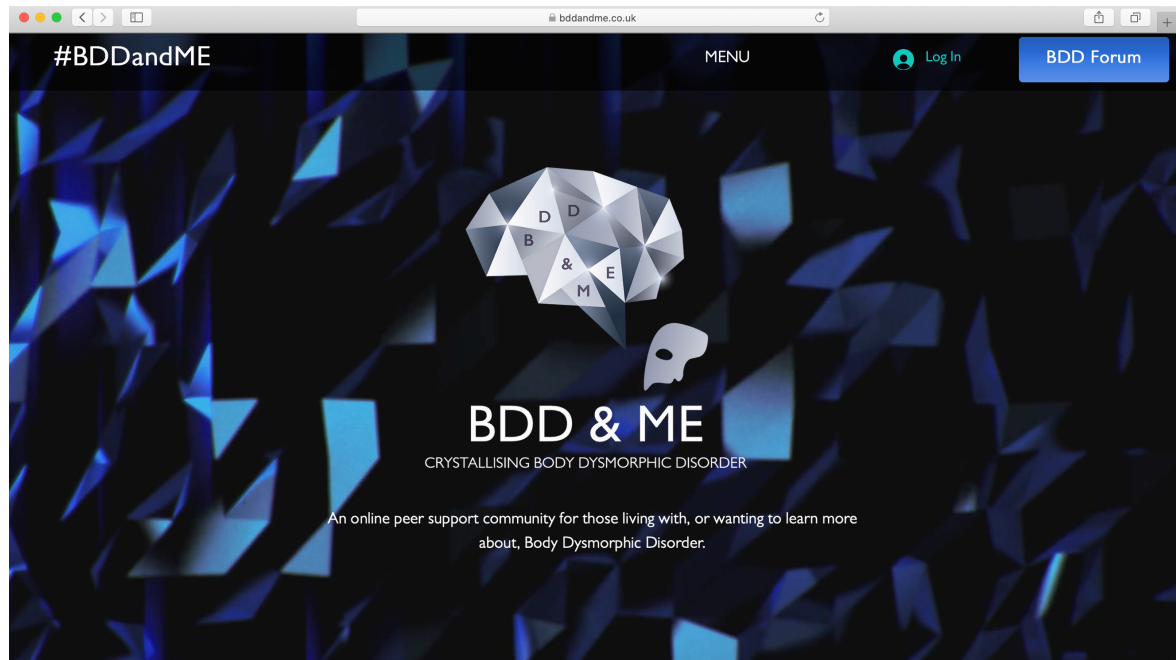 bddandme.co.uk
#BDDandME
MENU
Log In
BDD Forum
D D
B
& E
M
BDD & ME
CRYSTALLISING BODY DYSMORPHIC DISORDER
An online peer support community for those living with, or wanting to learn more
about, Body Dysmorphic Disorder.